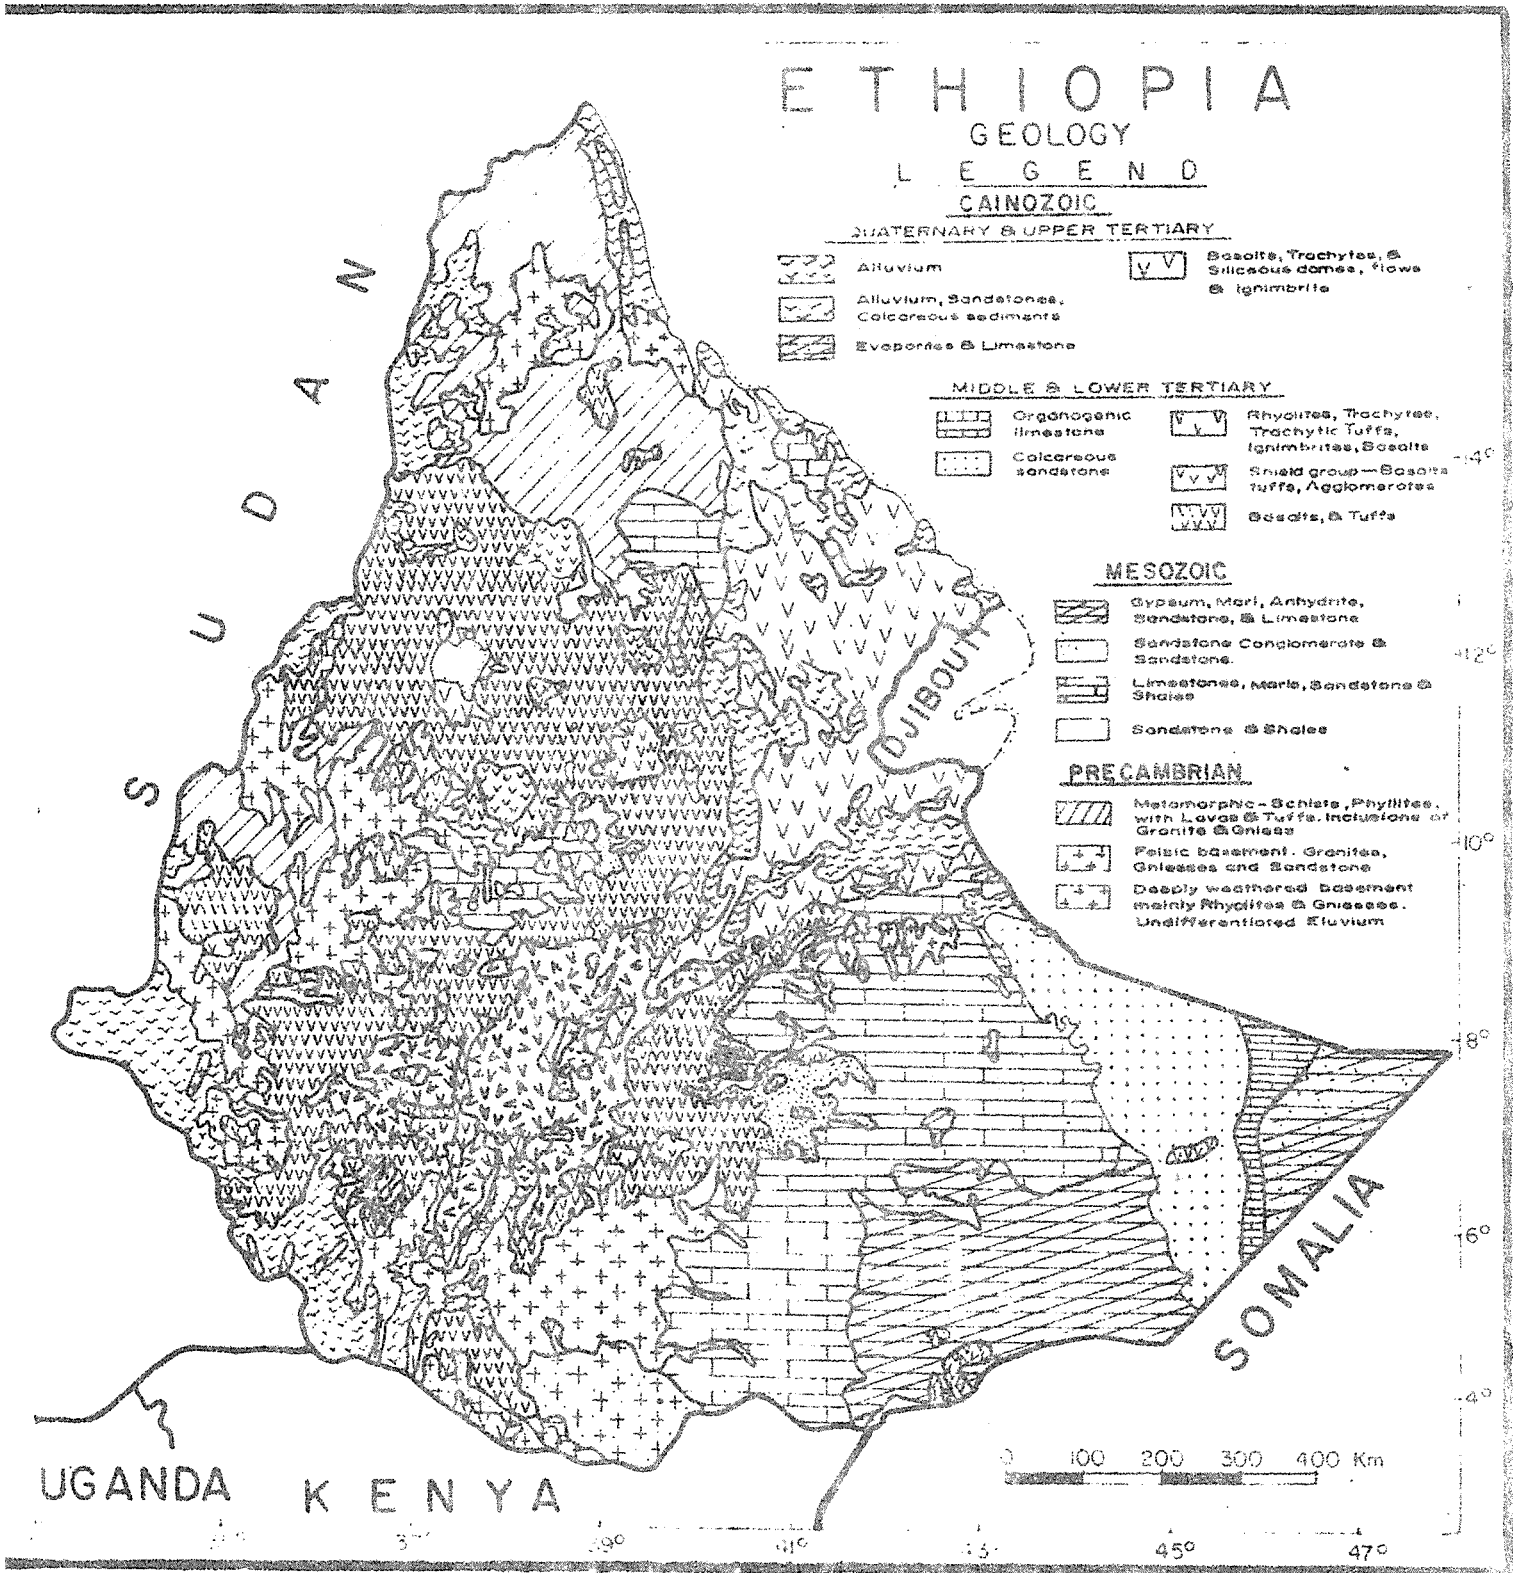 ETHIOPIA
GEOLOGY
LEGEND
CAINOZOIC
QUATERNARY & UPPER TERTIARY
Alluvium
Alluvium, Sandstones,
Calcareous sediments
Evaporites & Limestone
Basalts, Trachytes, &
Siliceous domes, flows
& Ignimbrite
MIDDLE & LOWER TERTIARY
Organogenic
limestone
Calcareous
sandstone
Rhyolites, Trachytes,
Trachytic Tuffs,
Ignimbrites, Basalts
Shield group - Basalts
tuffs, Agglomerates
Basalts, & Tuffs
MESOZOIC
Gypsum, Marl, Anhydrite,
Sandstone, & Limestone
Sandstone Conglomerate &
Sandstone.
Limestones, Marls, Sandstone &
Shales
Sandstone & Shales
PRECAMBRIAN
Metamorphic - Schists, Phyllites,
with Lavas & Tuffs. Inclusions of
Granite & Gniess
Felsic basement. Granites,
Gniesses and Sandstone
Deeply weathered basement
mainly Rhyolites & Gniesses.
Undifferentiated Eluvium
SUDAN
DJIBOUTI
SOMALIA
UGANDA
KENYA
14°
12°
10°
8°
6°
4°
0 100 200 300 400 Km
39°
41°
45°
47°